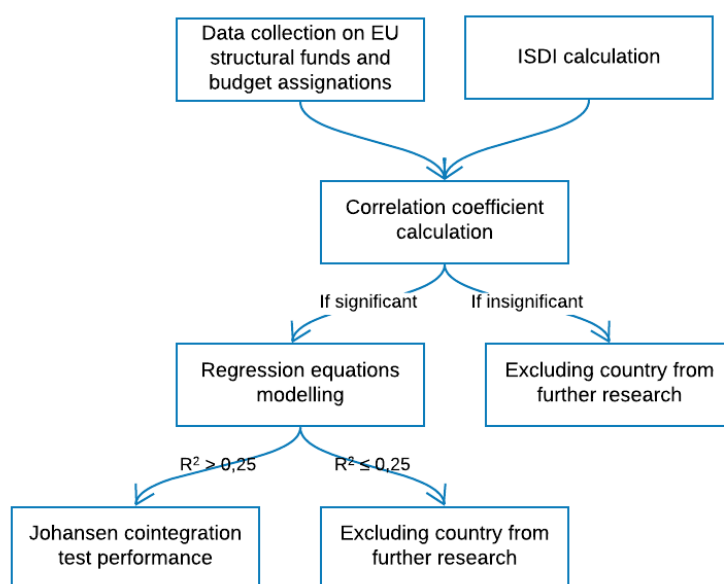 Data collection on EU
structural funds and
budget assignations
ISDI calculation
Correlation coefficient
calculation
If significant
If insignificant
Regression equations
modelling
Excluding country from
further research
R² > 0,25
R² ≤ 0,25
Johansen cointegration
test performance
Excluding country from
further research